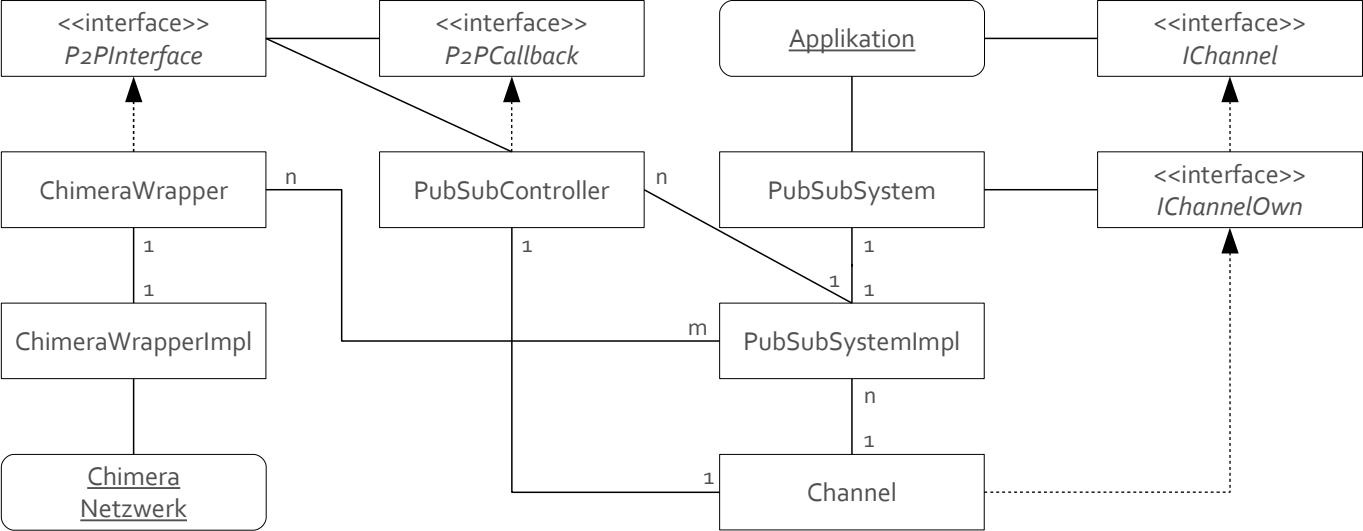 <<interface>>
P2PInterface
<<interface>>
P2PCallback
Applikation
<<interface>>
IChannel
ChimeraWrapper
n
PubSubController
n
PubSubSystem
<<interface>>
IChannelOwn
1
1
1
1
1
1
ChimeraWrapperImpl
m
PubSubSystemImpl
n
1
Chimera
Netzwerk
1
Channel